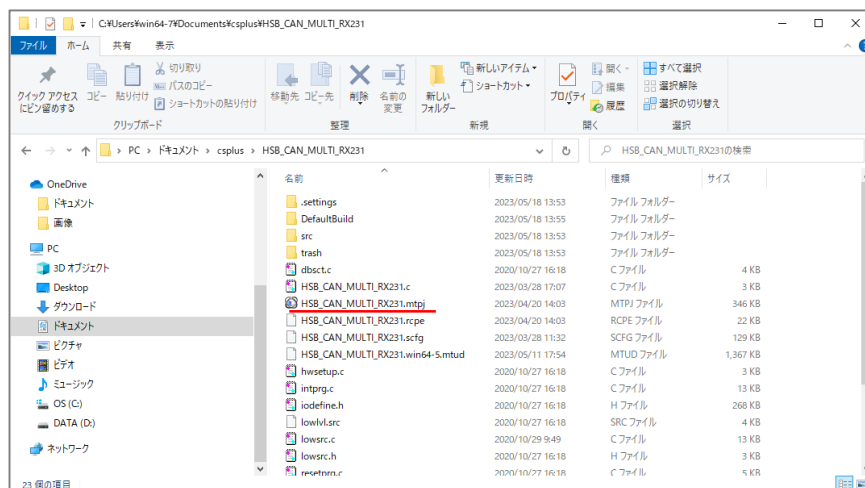 C:¥Users¥win64-7¥Documents¥csplus¥HSB_CAN_MULTI_RX231
ファイル ホーム 共有 表示
クイック アクセス
にピン留めする
コピー
貼り付け
切り取り
パスのコピー
ショートカットの貼り付け
クリップボード
移動先
コピー先
削除
名前の
変更
整理
新しい
フォルダー
新しいアイテム
ショートカット
新規
プロパティ
開く
編集
履歴
開く
すべて選択
選択解除
選択の切り替え
選択
PC › ドキュメント › csplus › HSB_CAN_MULTI_RX231
HSB_CAN_MULTI_RX231の検索
OneDrive
ドキュメント
画像
PC
3D オブジェクト
Desktop
ダウンロード
ドキュメント
ピクチャ
ビデオ
ミュージック
OS (C:)
DATA (D:)
ネットワーク
名前 更新日時 種類 サイズ
.settings 2023/05/18 13:53 ファイル フォルダー
DefaultBuild 2023/05/18 13:55 ファイル フォルダー
src 2023/05/18 13:53 ファイル フォルダー
trash 2023/05/18 13:53 ファイル フォルダー
dbsct.c 2020/10/27 16:18 C ファイル 4 KB
HSB_CAN_MULTI_RX231.c 2023/03/28 17:07 C ファイル 3 KB
HSB_CAN_MULTI_RX231.mtpj 2023/04/20 14:03 MTPJ ファイル 346 KB
HSB_CAN_MULTI_RX231.rcpe 2023/04/20 14:03 RCPE ファイル 22 KB
HSB_CAN_MULTI_RX231.scfg 2023/03/28 11:32 SCFG ファイル 129 KB
HSB_CAN_MULTI_RX231.win64-5.mtud 2023/05/11 17:54 MTUD ファイル 1,367 KB
hwsetup.c 2020/10/27 16:18 C ファイル 3 KB
intprg.c 2020/10/27 16:18 C ファイル 13 KB
iodefine.h 2020/10/27 16:18 H ファイル 268 KB
lowlvl.src 2020/10/27 16:18 SRC ファイル 4 KB
lowsrc.c 2020/10/29 9:49 C ファイル 13 KB
lowsrc.h 2020/10/27 16:18 H ファイル 3 KB
resetprg.c 2020/10/27 16:18 C ファイル 5 KB
23 個の項目